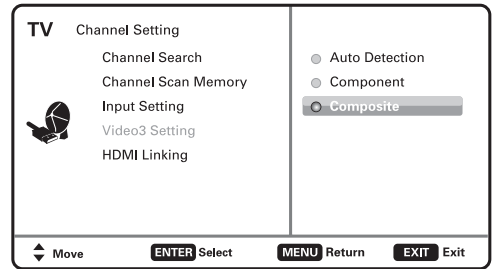 TV Channel Setting
Channel Search
Channel Scan Memory
Input Setting
Video3 Setting
HDMI Linking
Auto Detection
Component
Composite
Move ENTER Select MENU Return EXIT Exit